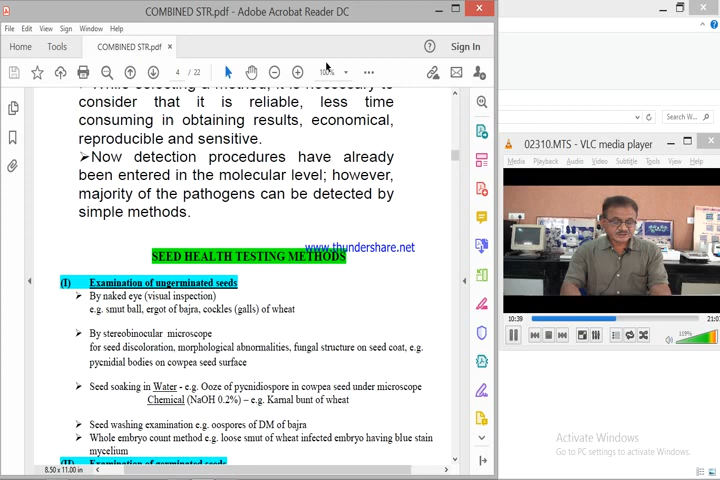 COMBINED STR.pdf - Adobe Acrobat Reader DC
File Edit View Sign Window Help
Home Tools COMBINED STR.pdf ×
Sign In
4 / 22
100%
While selecting a method, it is necessary to
consider that it is reliable, less time
consuming in obtaining results, economical,
reproducible and sensitive.
➢Now detection procedures have already
been entered in the molecular level; however,
majority of the pathogens can be detected by
simple methods.
www.thundershare.net
SEED HEALTH TESTING METHODS
(I) Examination of ungerminated seeds
➢ By naked eye (visual inspection)
e.g. smut ball, ergot of bajra, cockles (galls) of wheat
➢ By stereobinocular microscope
for seed discoloration, morphological abnormalities, fungal structure on seed coat, e.g.
pycnidial bodies on cowpea seed surface
➢ Seed soaking in Water - e.g. Ooze of pycnidiospore in cowpea seed under microscope
Chemical (NaOH 0.2%) – e.g. Karnal bunt of wheat
➢ Seed washing examination e.g. oospores of DM of bajra
➢ Whole embryo count method e.g. loose smut of wheat infected embryo having blue stain
mycelium
(II) Examination of germinated seeds
8.50 x 11.00 in
Search W...
02310.MTS - VLC media player
Media Playback Audio Video Subtitle Tools View Help
10:39
119%
Activate Windows
Go to PC settings to activate Windows.